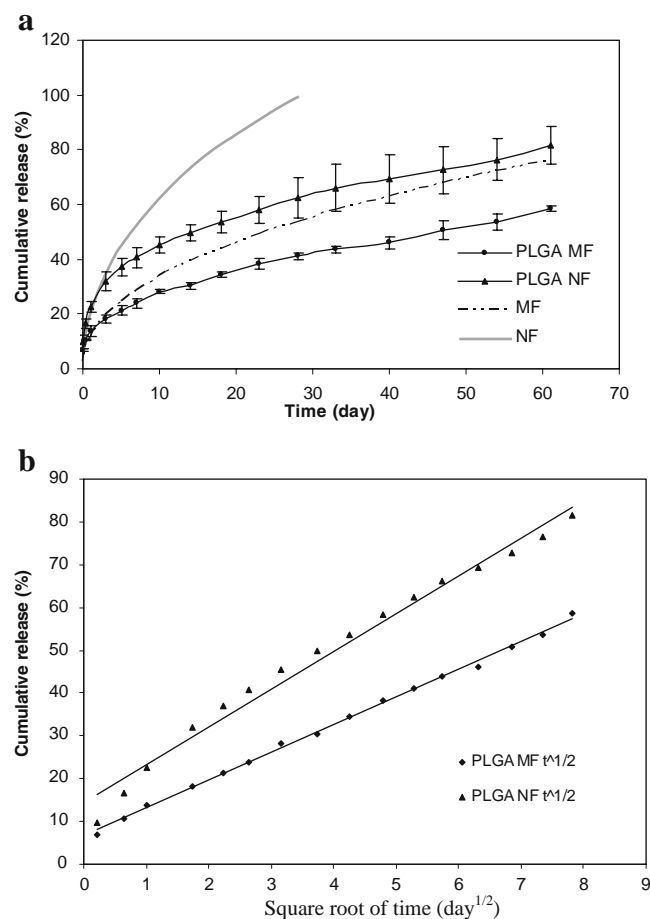 a
120
100
80
60
40
20
0
Cumulative release (%)
PLGA MF
PLGA NF
MF
NF
0 10 20 30 40 50 60 70
Time (day)
b
90
80
70
60
50
40
30
20
10
0
Cumulative release (%)
PLGA MF t^1/2
PLGA NF t^1/2
0 1 2 3 4 5 6 7 8 9
Square root of time (day1/2)